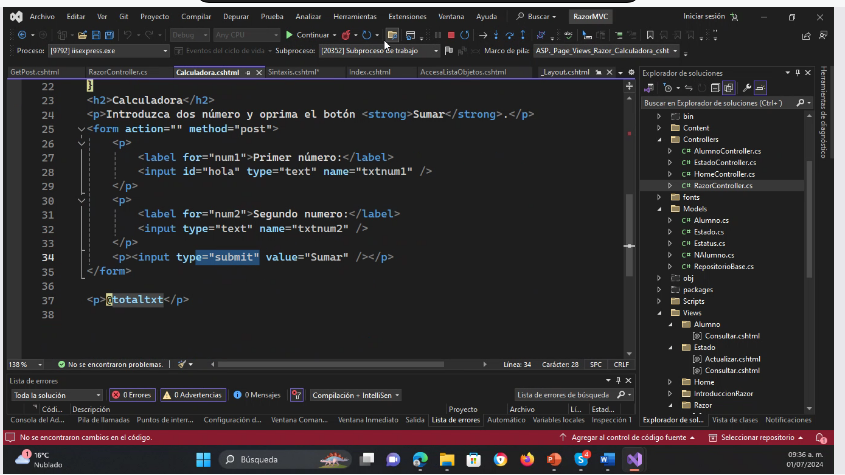 Archivo Editar Ver Git Proyecto Compilar Depurar Prueba Analizar Herramientas Extensiones Ventana Ayuda Buscar RazorMVC Iniciar sesión
Debug Any CPU Continuar
Proceso: [9792] iisexpress.exe Eventos del ciclo de vida Subproceso: [20352] Subproceso de trabajo Marco de pila: ASP._Page_Views_Razor_Calculadora_csht
GetPost.cshtml RazorController.cs Calculadora.cshtml Sintaxis.cshtml* Index.cshtml AccessListaObjetos.cshtml _Layout.cshtml
Explorador de soluciones
Buscar en Explorador de soluciones (Ctrl+´)
22 }
23 <h2>Calculadora</h2>
24 <p>Introduzca dos número y oprima el botón <strong>Sumar</strong>.</p>
25 <form action="" method="post">
26 <p>
27 <label for="num1">Primer número:</label>
28 <input id="hola" type="text" name="txtnum1" />
29 </p>
30 <p>
31 <label for="num2">Segundo numero:</label>
32 <input type="text" name="txtnum2" />
33 </p>
34 <p><input type="submit" value="Sumar" /></p>
35 </form>
36
37 <p>@totaltxt</p>
38
bin
Content
Controllers
C# AlumnoController.cs
C# EstadoController.cs
C# HomeController.cs
C# RazorController.cs
fonts
Models
C# Alumno.cs
C# Estado.cs
C# Estatus.cs
C# NAlumno.cs
C# RepositorioBase.cs
obj
packages
Scripts
Views
Alumno
Consultar.cshtml
Estado
Actualizar.cshtml
Consultar.cshtml
Home
IntroduccionRazor
Razor
Herramientas de diagnóstico
138 % No se encontraron problemas. Línea: 34 Carácter: 28 SPC CRLF
Lista de errores
Toda la solución 0 Errores 0 Advertencias 0 Mensajes Compilación + IntelliSen Lista de errores de búsqueda
Códi... Descripción Proyecto Archivo Lí... Estad...
Consola del Ad... Pila de llamadas Puntos de interr... Configuración d... Ventana Coman... Ventana Inmediato Salida Lista de errores Automático Variables locales Inspección 1
Explorador de sol... Vista de clases Notificaciones
No se encontraron cambios en el código. Agregar al control de código fuente Seleccionar repositorio
16°C
Nublado
Búsqueda
09:36 a. m.
01/07/2024